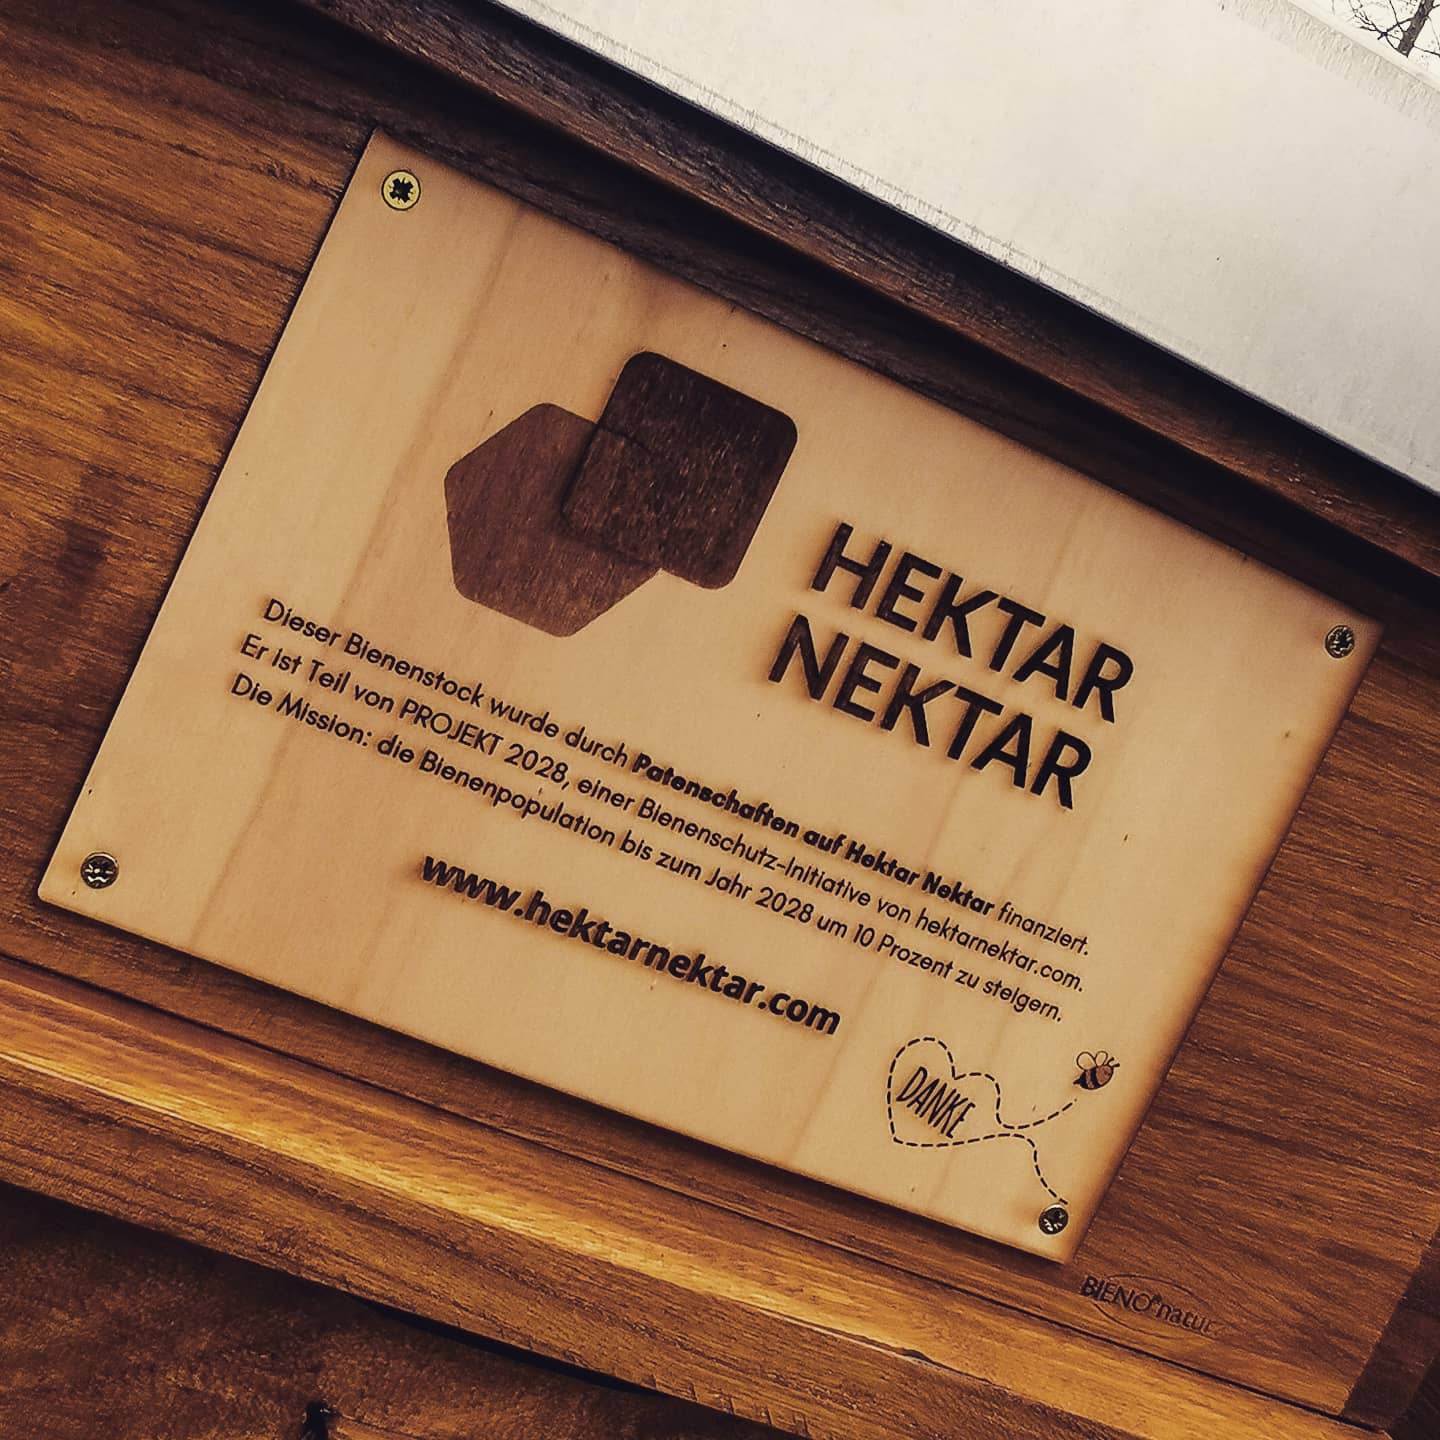 HEKTAR
NEKTAR
Dieser Bienenstock wurde durch Patenschaften auf Hektar Nektar finanziert.
Er ist Teil von PROJEKT 2028, einer Bienenschutz-Initiative von hektarnektar.com.
Die Mission: die Bienenpopulation bis zum Jahr 2028 um 10 Prozent zu steigern.
www.hektarnektar.com
DANKE
BIENO®natur